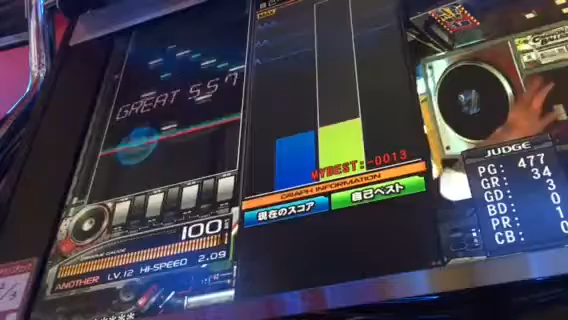 GREAT 557
MYBEST:-0013
GRAPH INFORMATION
現在のスコア
自己ベスト
100
GROOVE GAUGE
ANOTHER LV.12 HI-SPEED 2.09
JUDGE
PG: 477
GR: 34
GD: 3
BD: 0
PR: 1
CB: 0